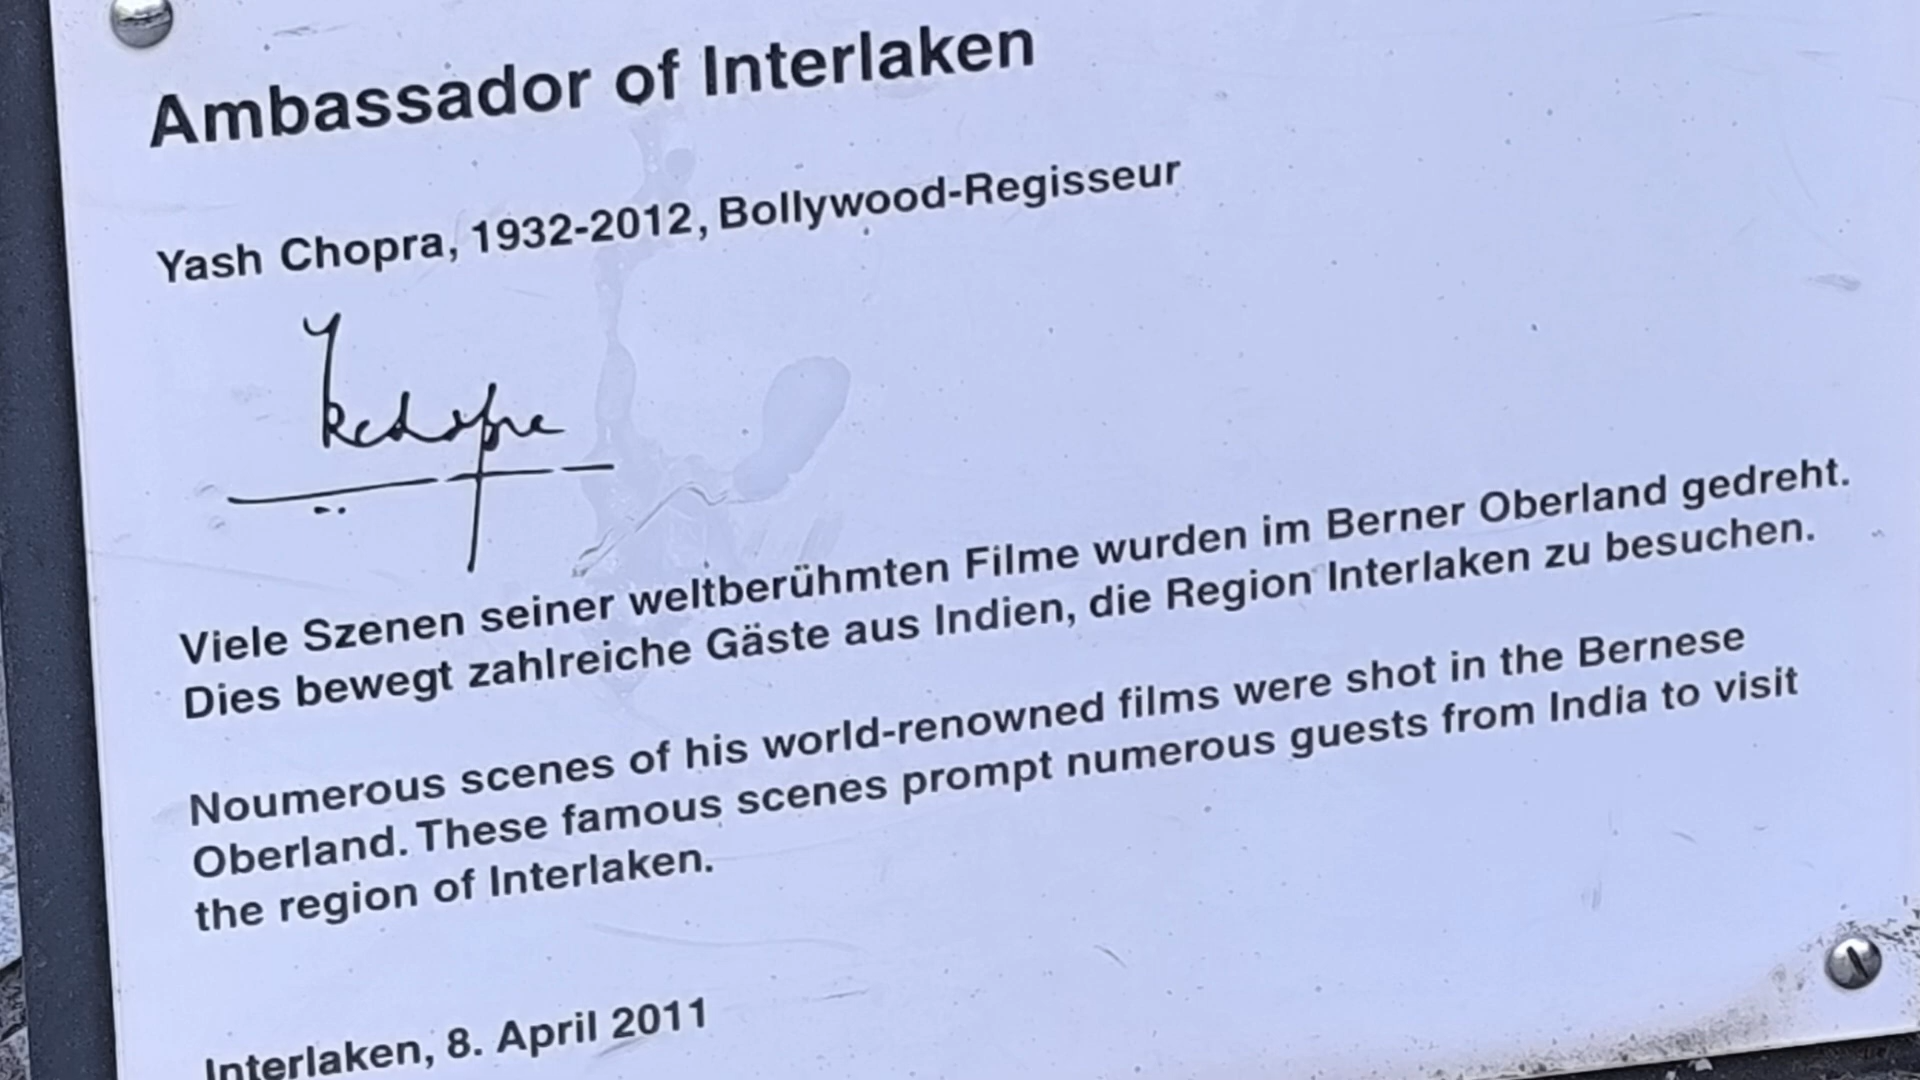 Ambassador of Interlaken
Yash Chopra, 1932-2012, Bollywood-Regisseur
Viele Szenen seiner weltberühmten Filme wurden im Berner Oberland gedreht.
Dies bewegt zahlreiche Gäste aus Indien, die Region Interlaken zu besuchen.
Noumerous scenes of his world-renowned films were shot in the Bernese
Oberland. These famous scenes prompt numerous guests from India to visit
the region of Interlaken.
Interlaken, 8. April 2011